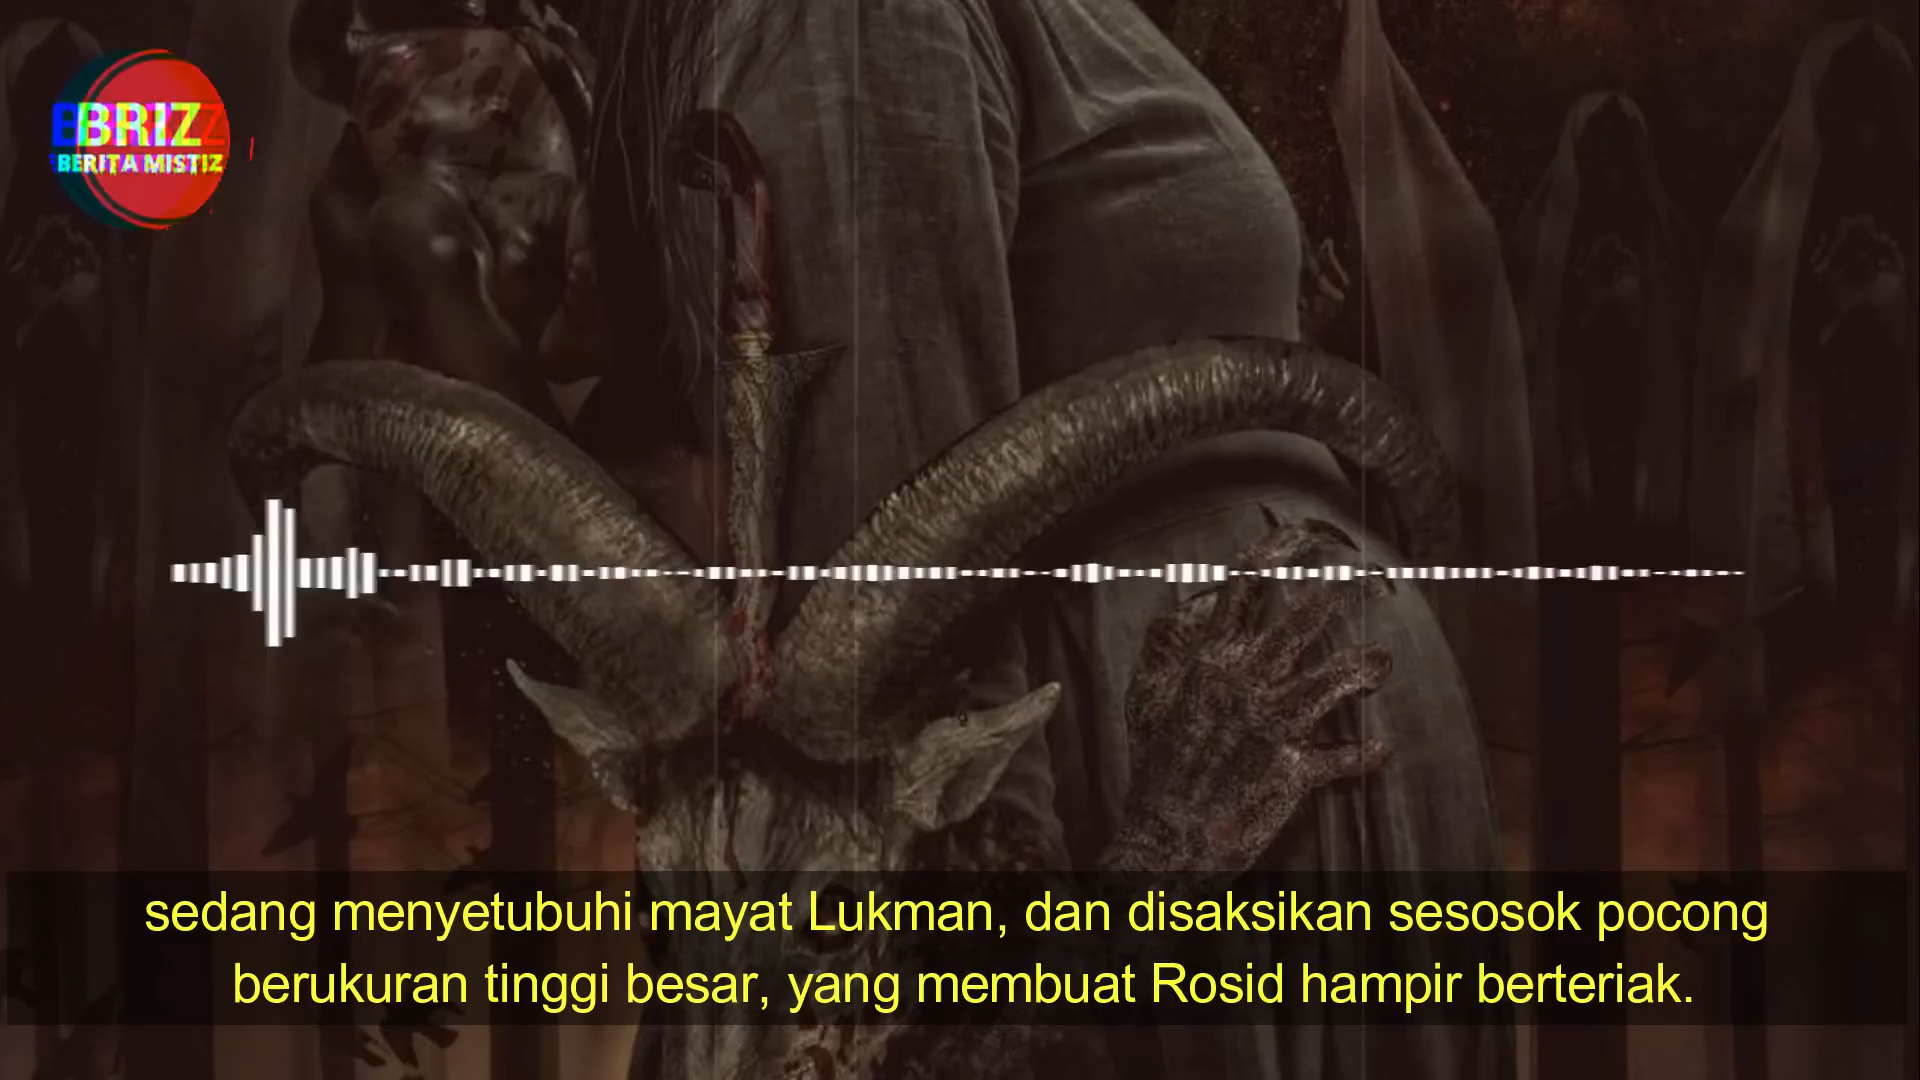 BRIZ
BERITA MISTIZ
sedang menyetubuhi mayat Lukman, dan disaksikan sesosok pocong
berukuran tinggi besar, yang membuat Rosid hampir berteriak.